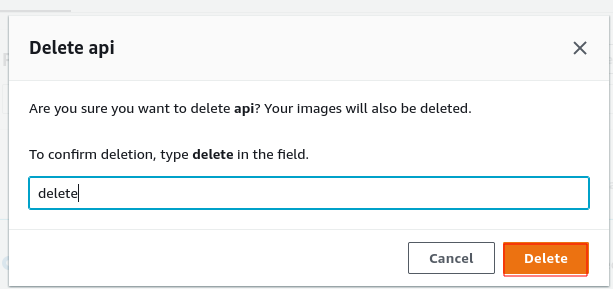 Delete api
Are you sure you want to delete api? Your images will also be deleted.
To confirm deletion, type delete in the field.
delete
Cancel
Delete